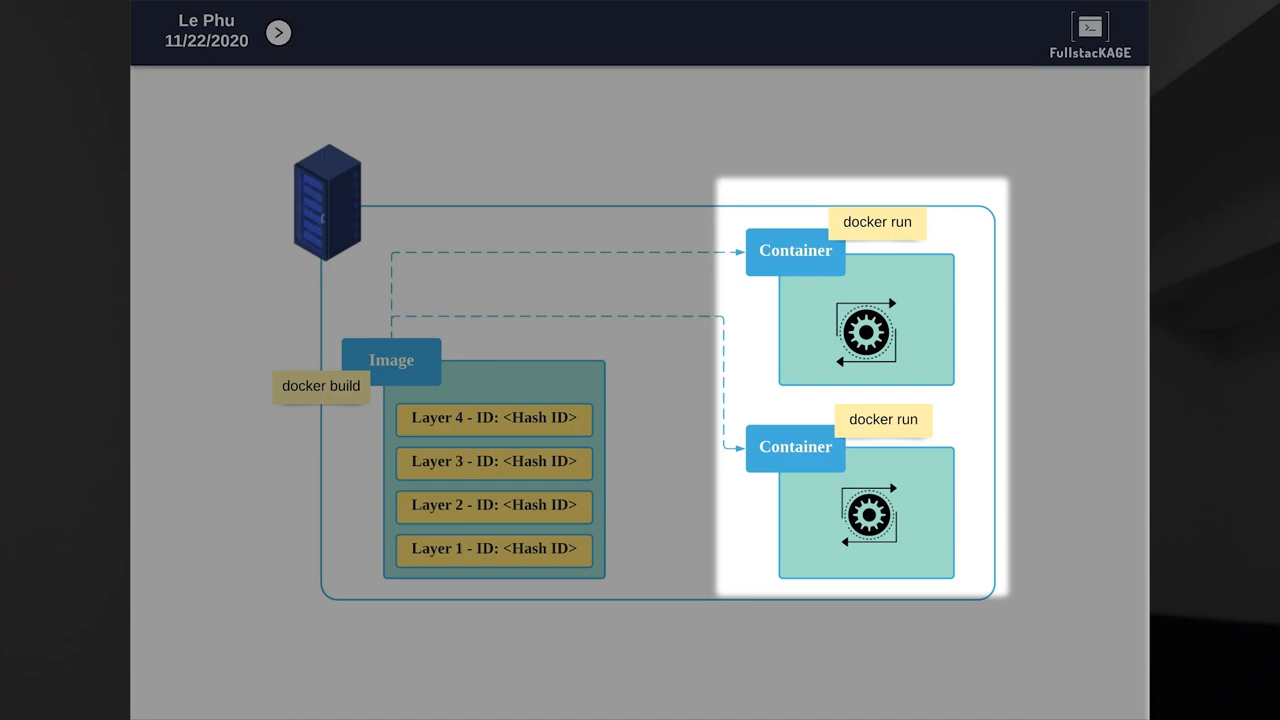 Le Phu
11/22/2020
>_
FullstacKAGE
docker run
Container
Image
docker build
Layer 4 - ID: <Hash ID>
Layer 3 - ID: <Hash ID>
Layer 2 - ID: <Hash ID>
Layer 1 - ID: <Hash ID>
docker run
Container